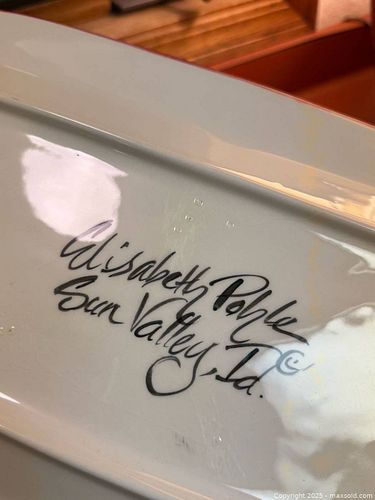 Elisabeth Pohle
Sun Valley, Id. ©
Copyright 2025 - maxsold.com